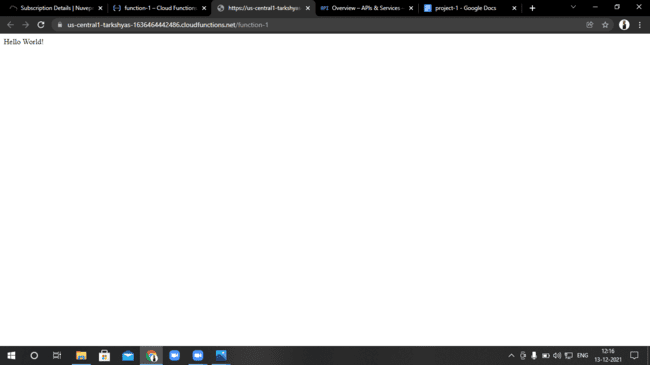 Subscription Details | Nuvep
function-1 – Cloud Function
https://us-central1-tarkshyas
API Overview – APIs & Services –
project-1 - Google Docs
us-central1-tarkshyas-1636464442486.cloudfunctions.net/function-1
Hello World!
ENG
12:16
13-12-2021